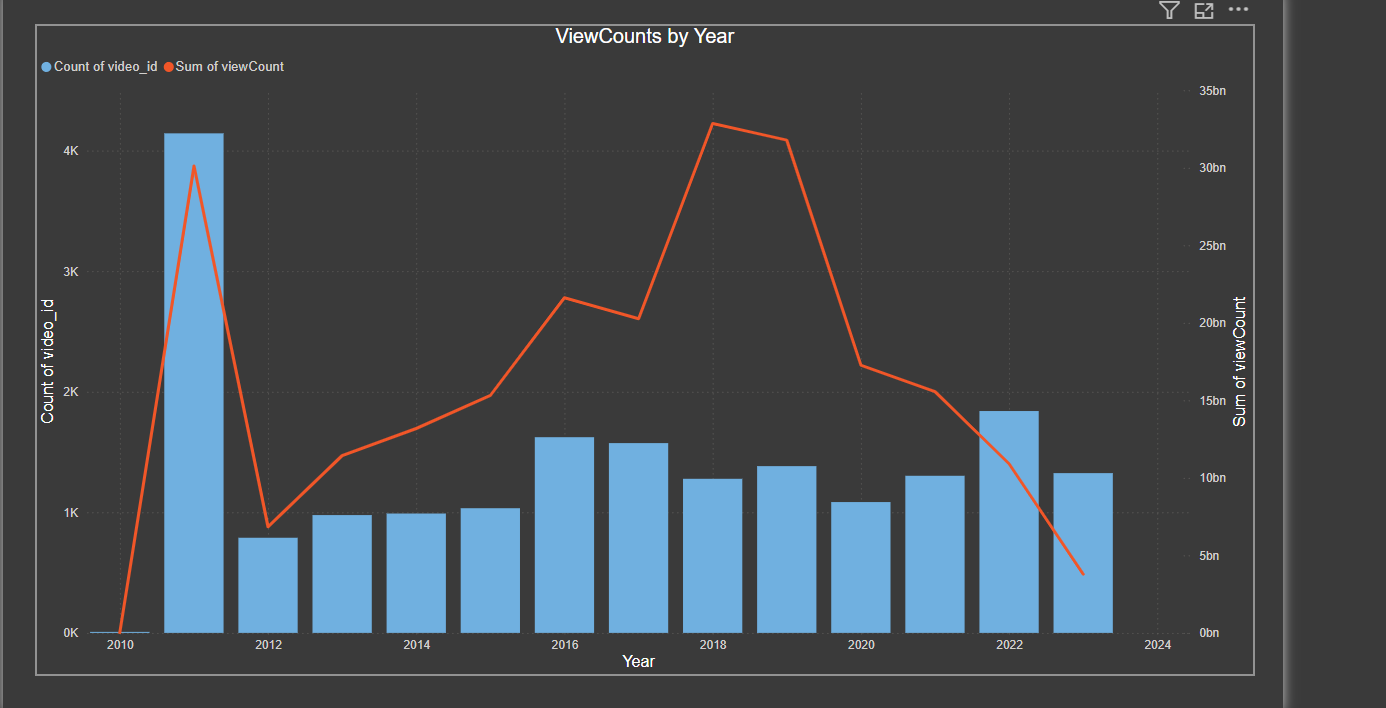 ViewCounts by Year
Count of video_id Sum of viewCount
35bn
30bn
25bn
20bn
15bn
10bn
5bn
0bn
4K
3K
2K
1K
0K
Count of video_id
Sum of viewCount
2010 2012 2014 2016 2018 2020 2022 2024
Year